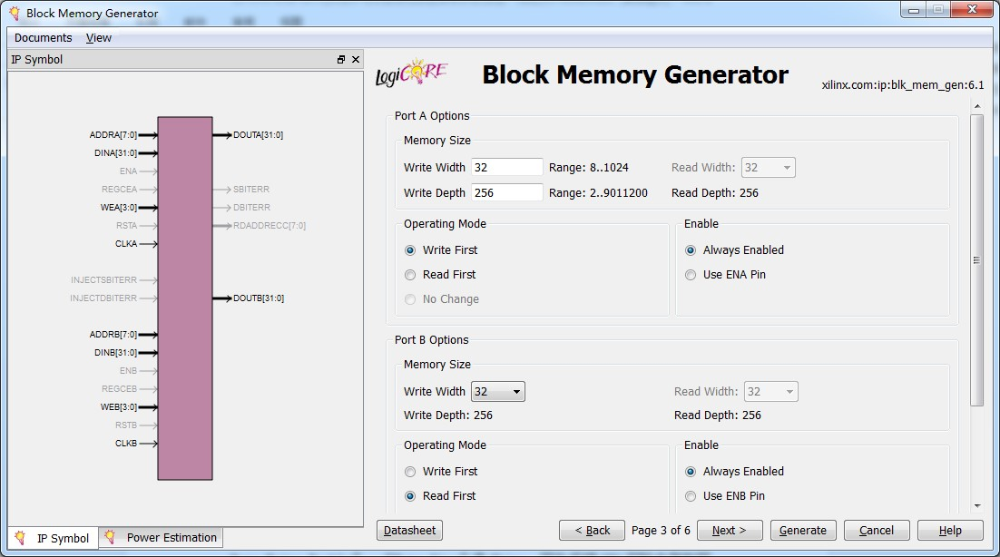 Block Memory Generator
Documents View
IP Symbol
ADDRA[7:0]
DOUTA[31:0]
DINA[31:0]
ENA
REGCEA
SBITERR
WEA[3:0]
DBITERR
RSTA
RDADDRECC[7:0]
CLKA
INJECTSBITERR
INJECTDBITERR
DOUTB[31:0]
ADDRB[7:0]
DINB[31:0]
ENB
REGCEB
WEB[3:0]
RSTB
CLKB
IP Symbol
Power Estimation
LogiCORE
Block Memory Generator
xilinx.com:ip:blk_mem_gen:6.1
Port A Options
Memory Size
Write Width 32 Range: 8..1024 Read Width: 32
Write Depth 256 Range: 2..9011200 Read Depth: 256
Operating Mode
Write First
Read First
No Change
Enable
Always Enabled
Use ENA Pin
Port B Options
Memory Size
Write Width 32 Read Width: 32
Write Depth: 256 Read Depth: 256
Operating Mode
Write First
Read First
Enable
Always Enabled
Use ENB Pin
Datasheet < Back Page 3 of 6 Next > Generate Cancel Help